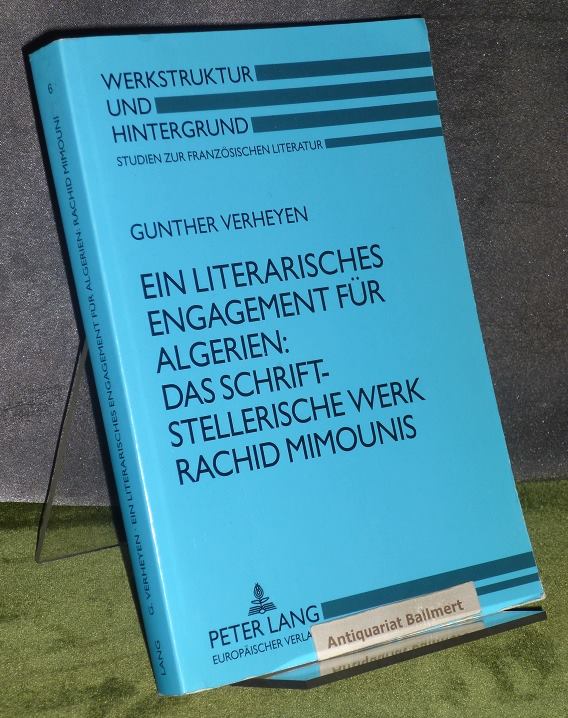 WERKSTRUKTUR
UND
HINTERGRUND
STUDIEN ZUR FRANZÖSISCHEN LITERATUR
GUNTHER VERHEYEN
EIN LITERARISCHES
ENGAGEMENT FÜR
ALGERIEN:
DAS SCHRIFT-
STELLERISCHE WERK
RACHID MIMOUNIS
PETER LANG
EUROPÄISCHER VERLA
Antiquariat Ballmert
LANG G. VERHEYEN · EIN LITERARISCHES ENGAGEMENT FÜR ALGERIEN: RACHID MIMOUNI 6